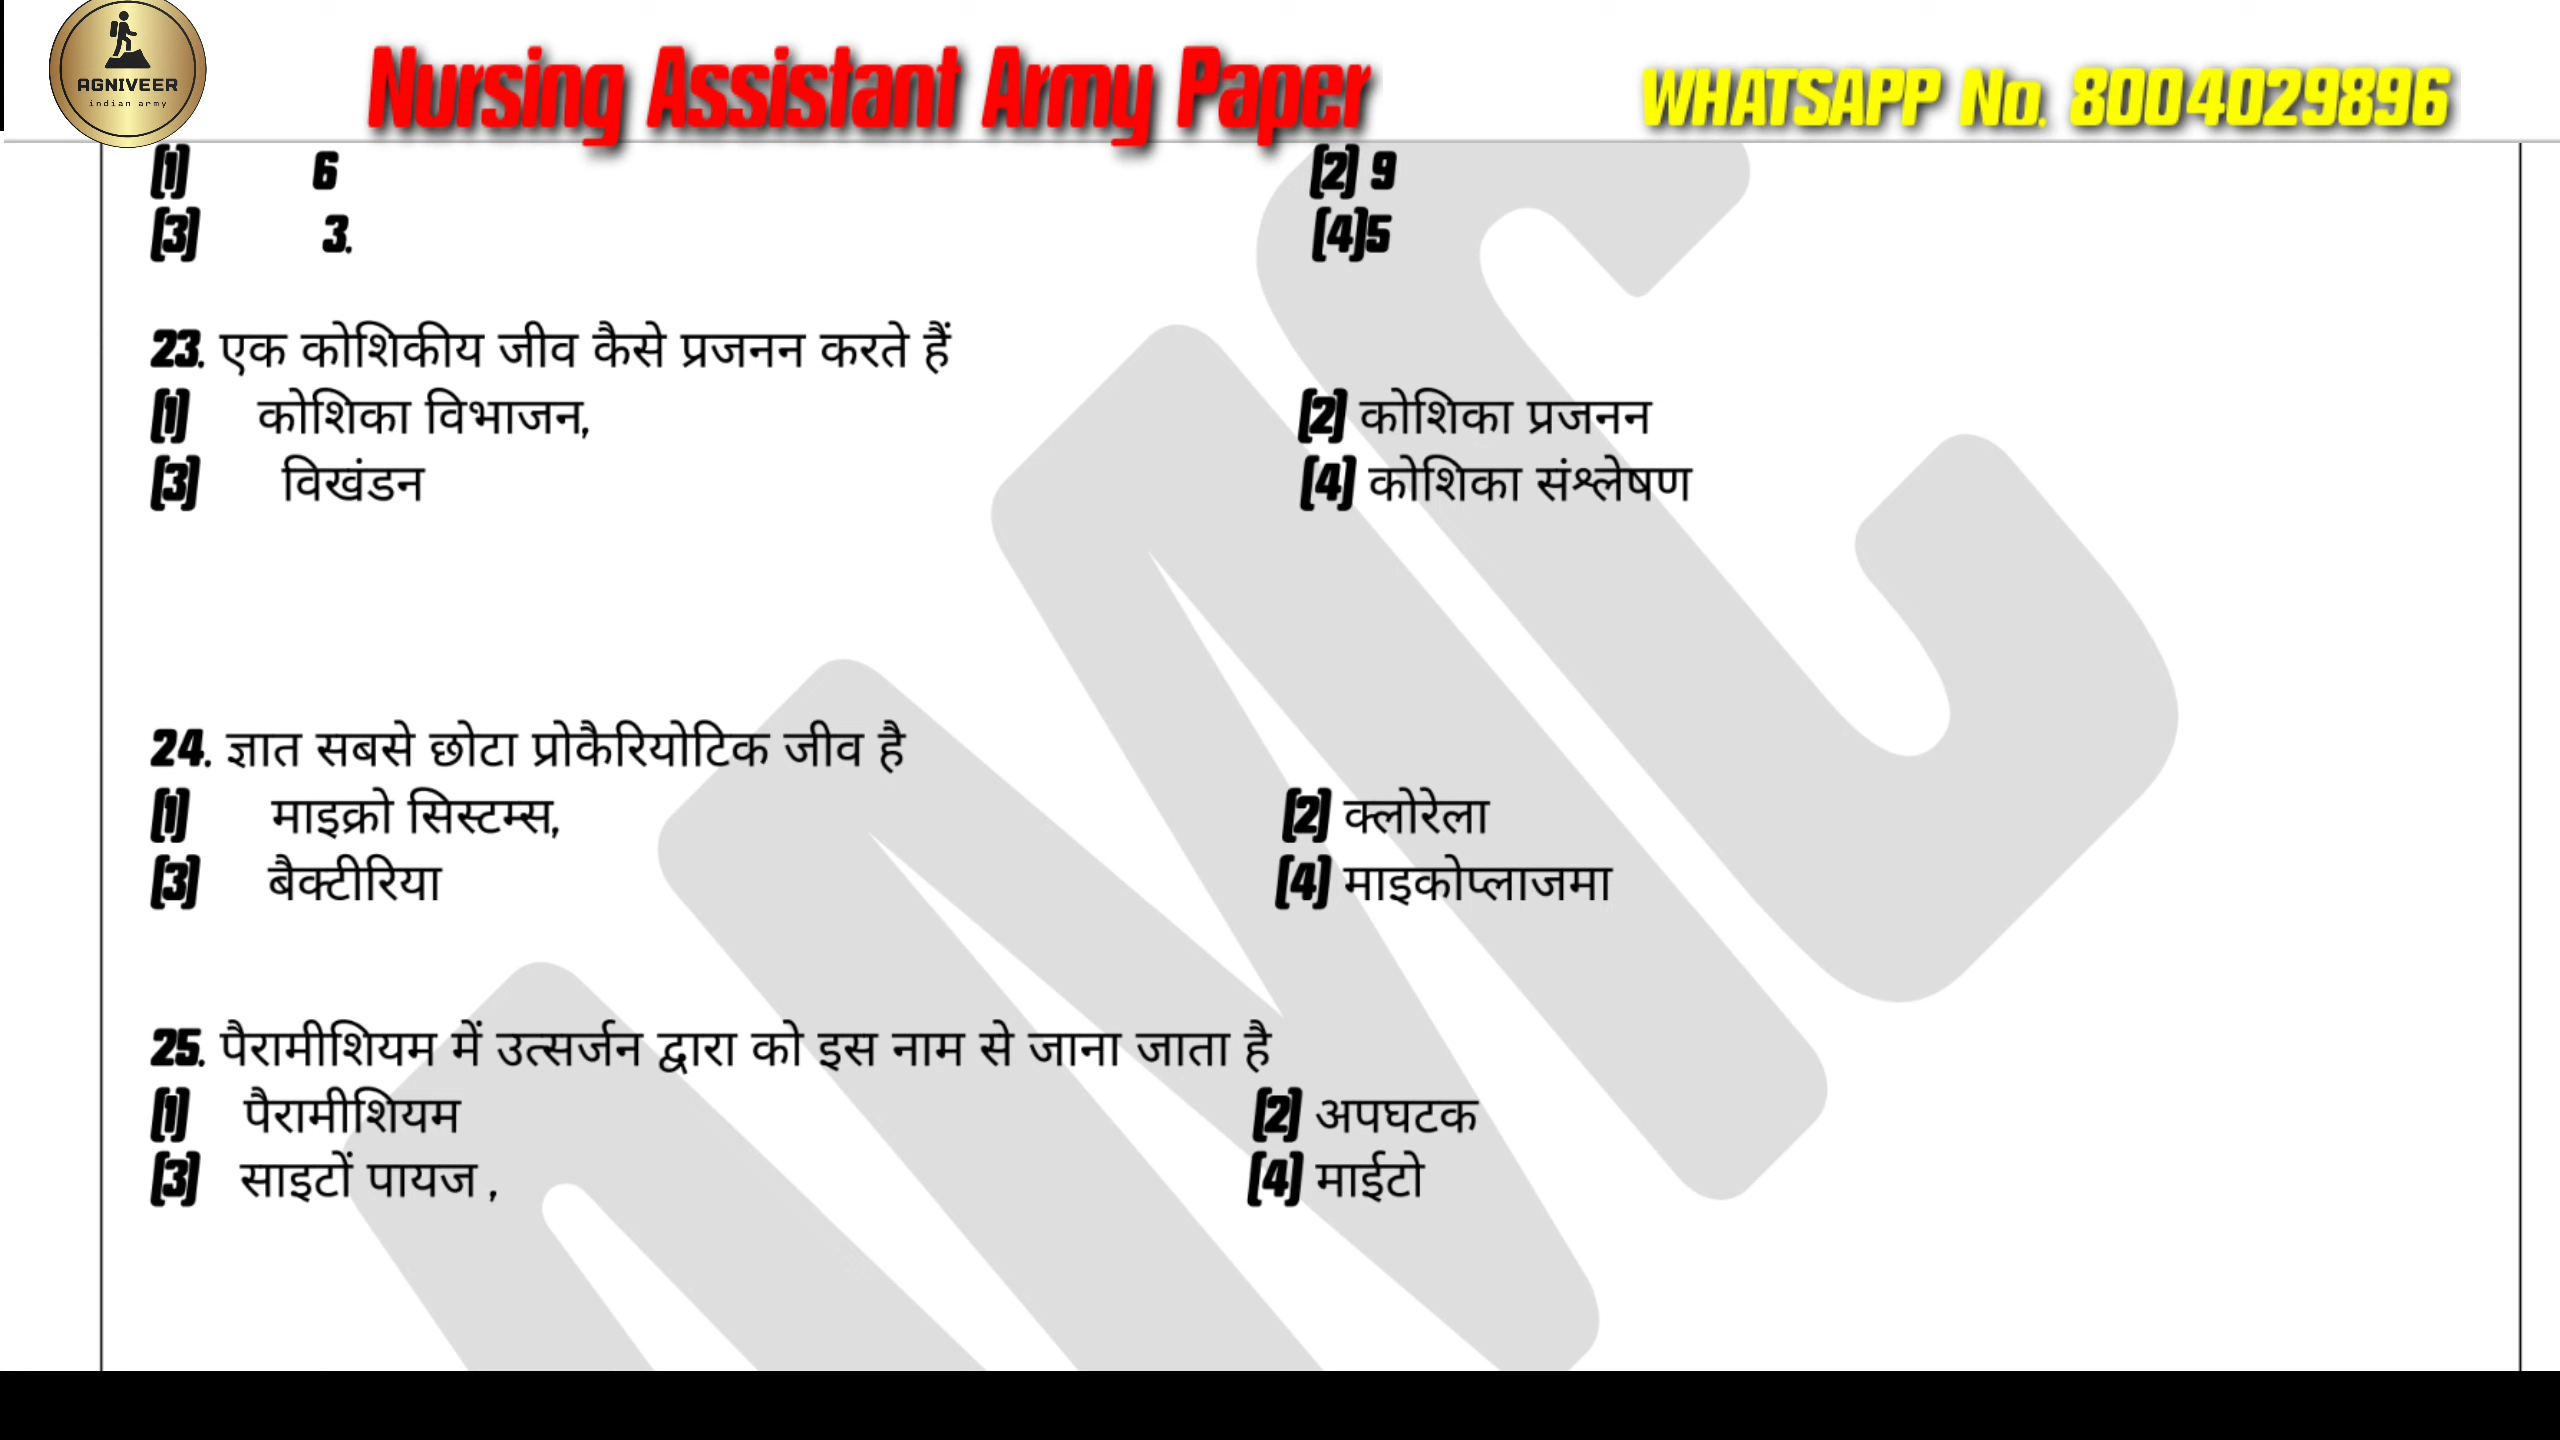 AGNIVEER
indian army
Nursing Assistant Army Paper
WHATSAPP No. 8004029896
(1) 6 (2) 9
(3) 3. (4)5
23. एक कोशिकीय जीव कैसे प्रजनन करते हैं
(1) कोशिका विभाजन, (2) कोशिका प्रजनन
(3) विखंडन (4) कोशिका संश्लेषण
24. ज्ञात सबसे छोटा प्रोकैरियोटिक जीव है
(1) माइक्रो सिस्टम्स, (2) क्लोरेला
(3) बैक्टीरिया (4) माइकोप्लाजमा
25. पैरामीशियम में उत्सर्जन द्वारा को इस नाम से जाना जाता है
(1) पैरामीशियम (2) अपघटक
(3) साइटों पायज , (4) माईटो